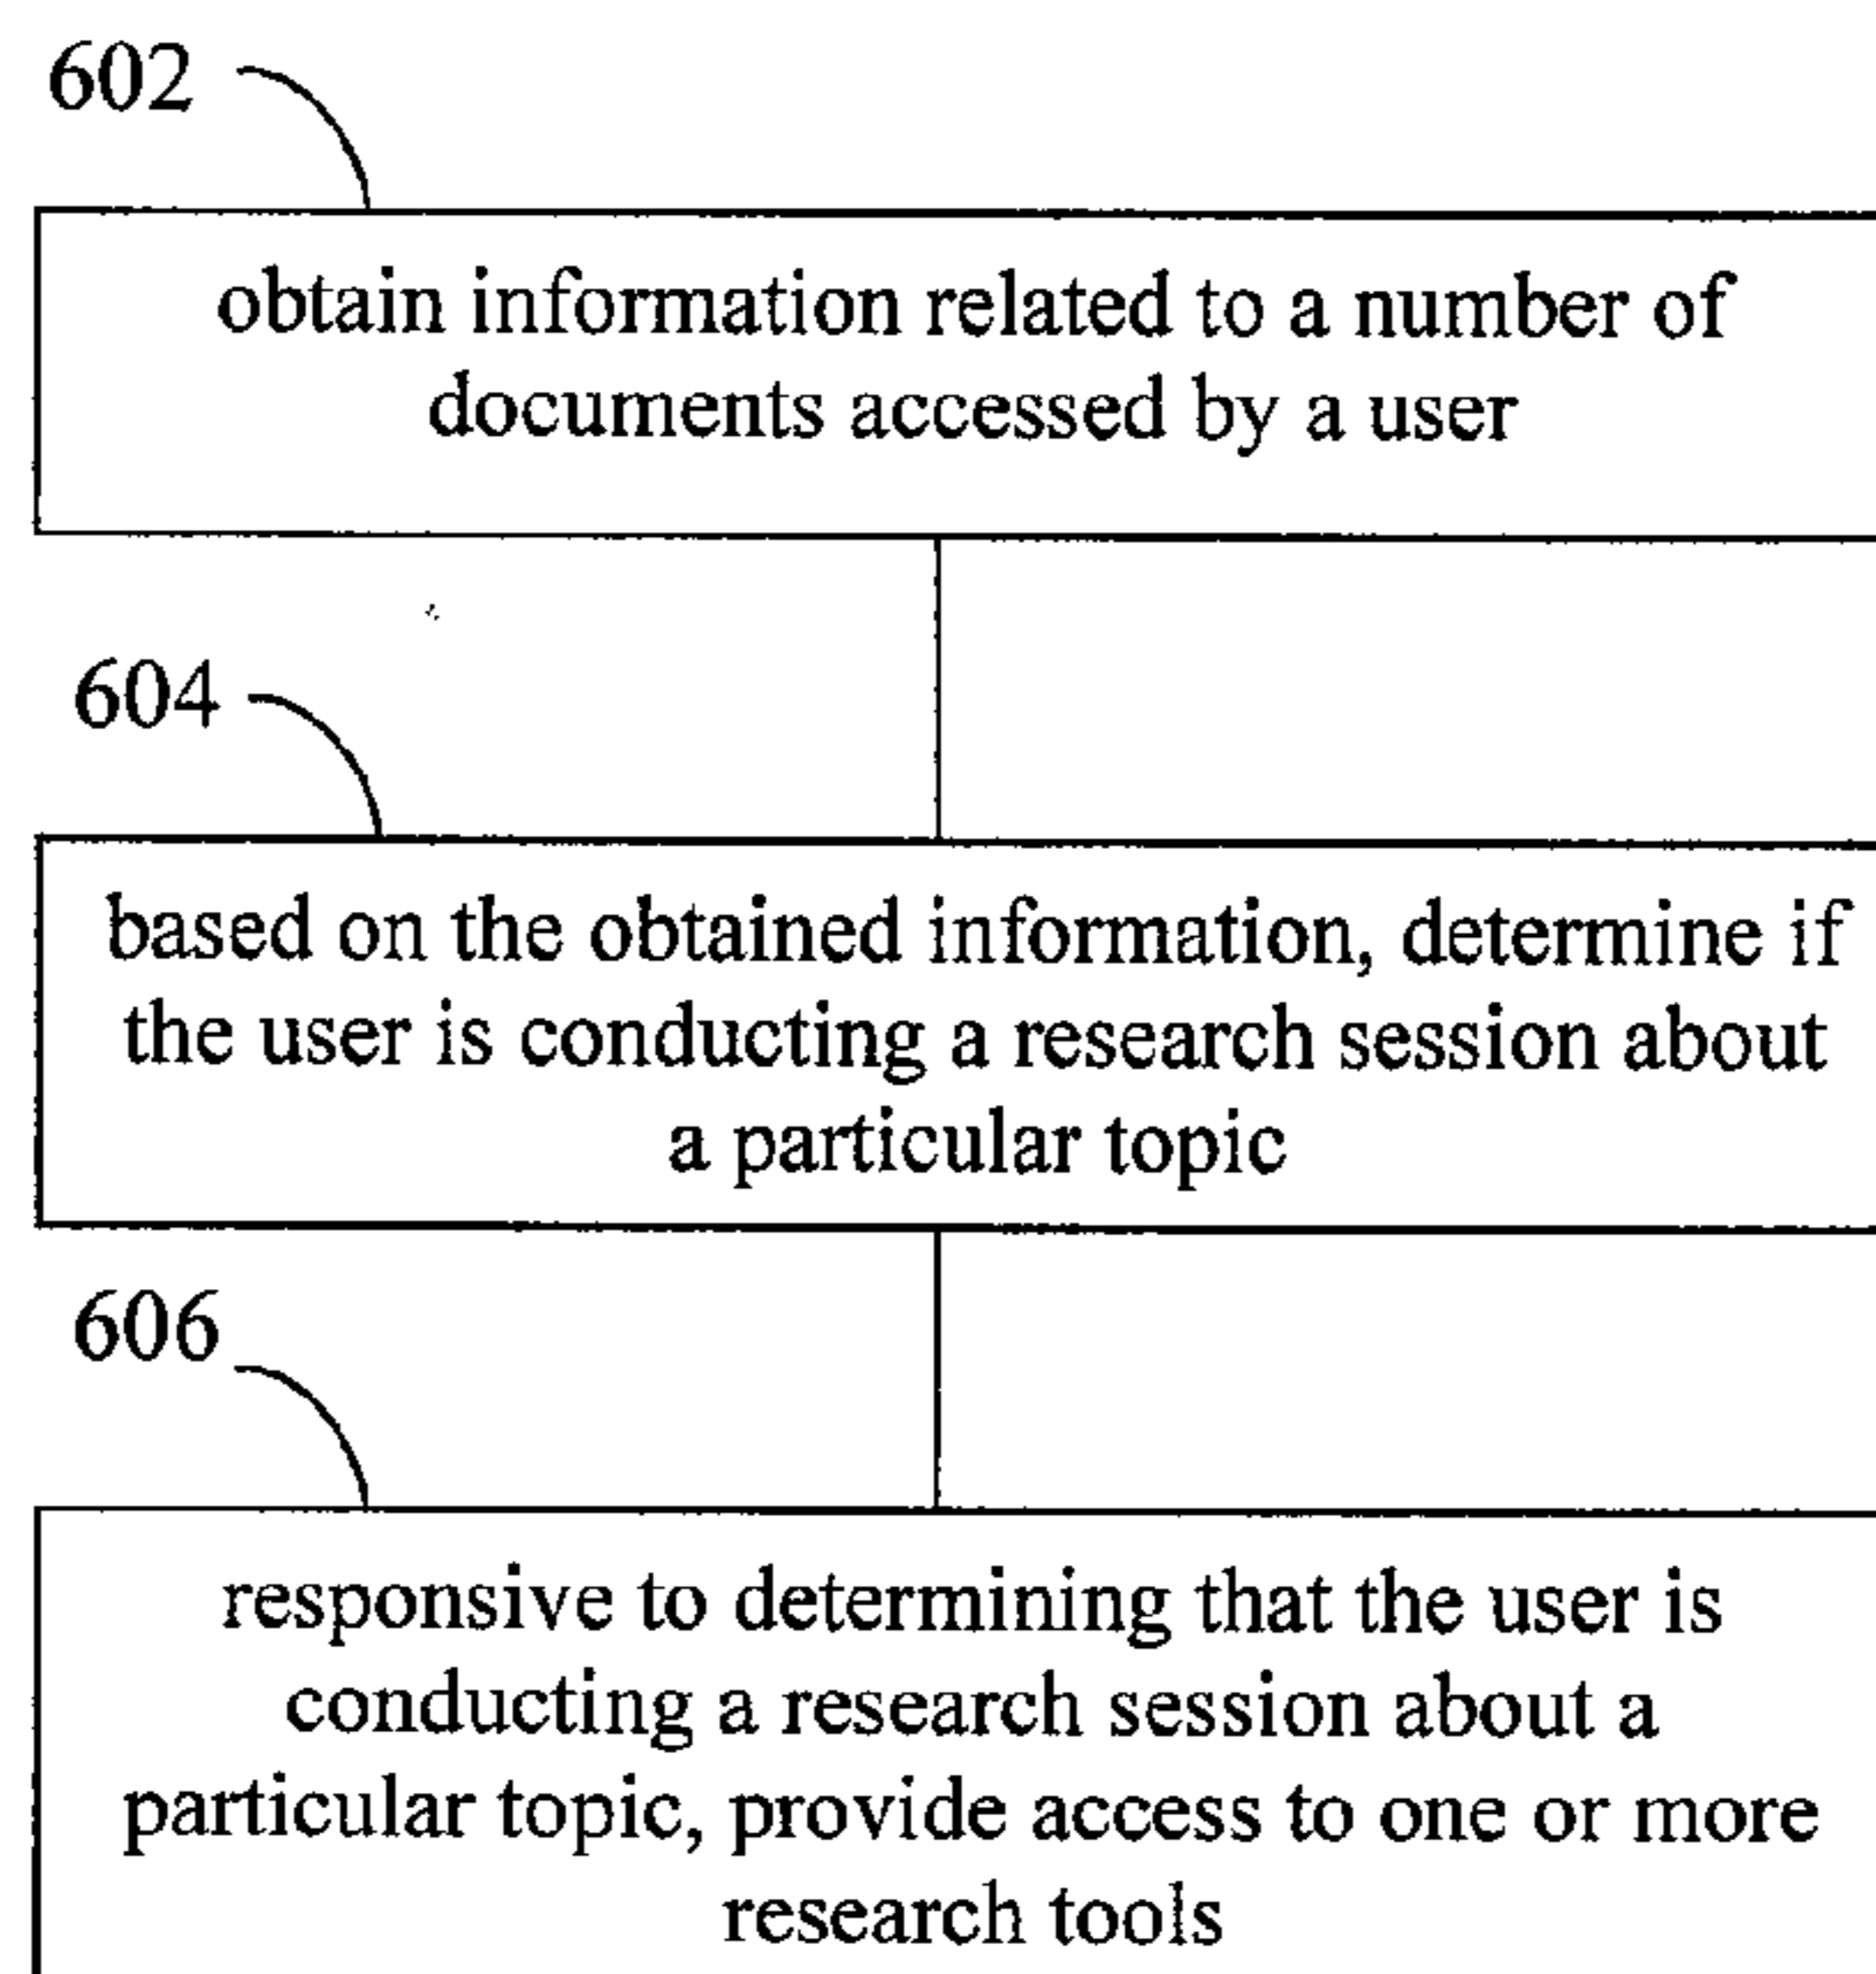 602
obtain information related to a number of
documents accessed by a user
604
based on the obtained information, determine if
the user is conducting a research session about
a particular topic
606
responsive to determining that the user is
conducting a research session about a
particular topic, provide access to one or more
research tools